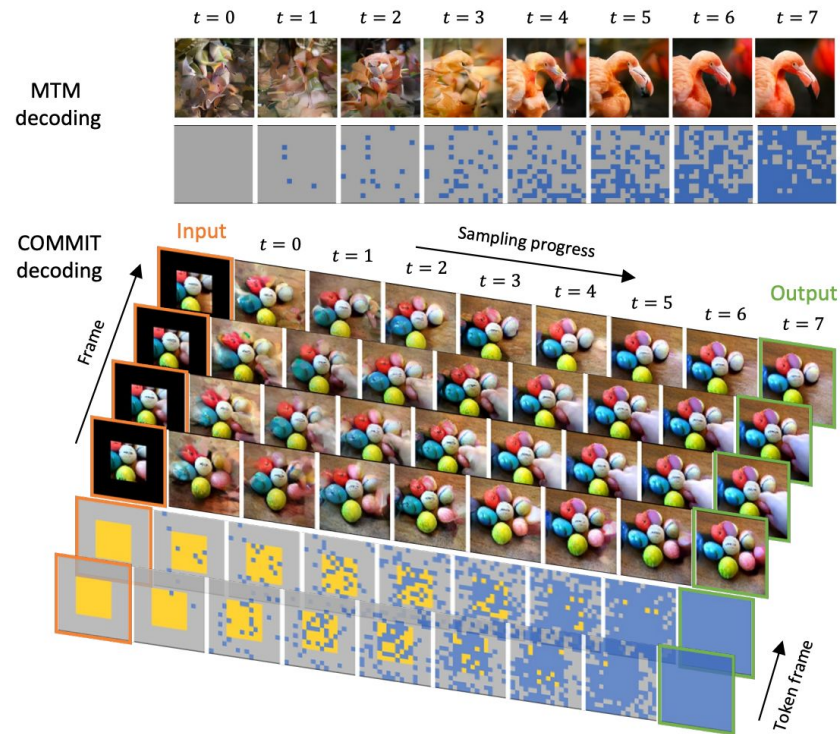 t = 0 t = 1 t = 2 t = 3 t = 4 t = 5 t = 6 t = 7
MTM
decoding
COMMIT
decoding
Input
Sampling progress
t = 0 t = 1 t = 2 t = 3 t = 4 t = 5 t = 6 t = 7
Output
Frame
Token frame